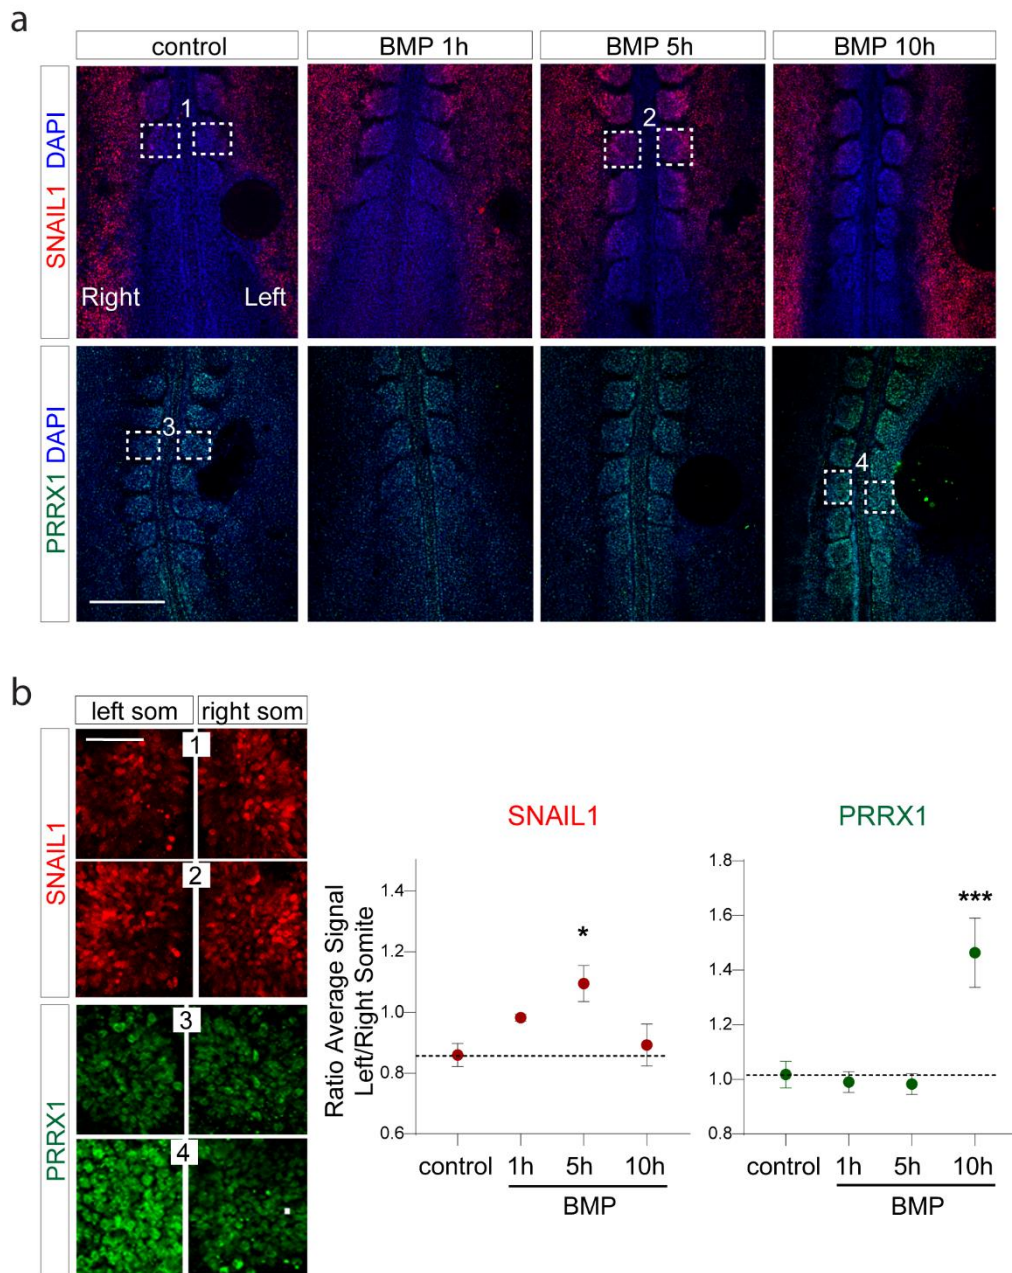 a
control
BMP 1h
BMP 5h
BMP 10h
SNAIL1 DAPI
1
2
Right
Left
PRRX1 DAPI
3
4
b
left som
right som
SNAIL1
1
2
PRRX1
3
4
SNAIL1
Ratio Average Signal
Left/Right Somite
1.4
1.2
1.0
0.8
0.6
*
control 1h 5h 10h
BMP
PRRX1
1.8
1.6
1.4
1.2
1.0
0.8
***
control 1h 5h 10h
BMP